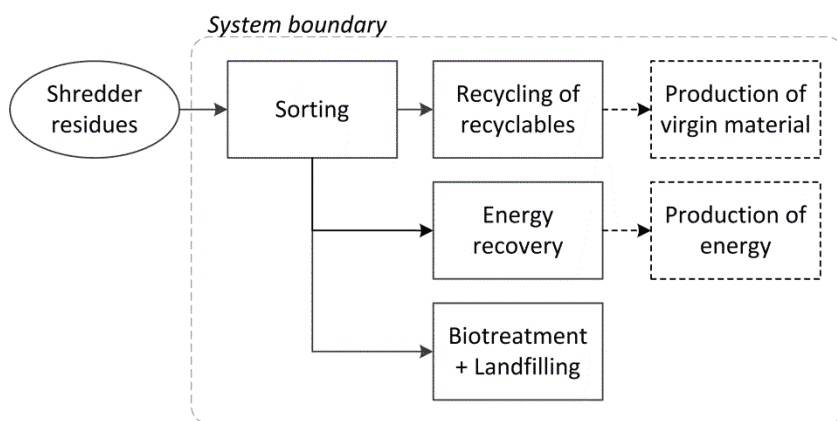 System boundary
Shredder
residues
Sorting
Recycling of
recyclables
Production of
virgin material
Energy
recovery
Production of
energy
Biotreatment
+ Landfilling